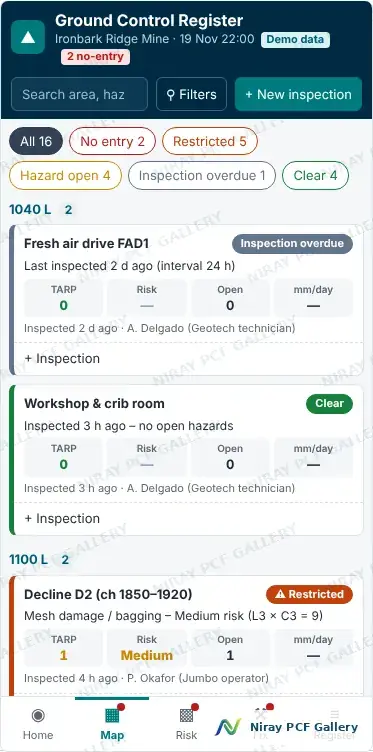 Ground Control Register
Ironbark Ridge Mine · 19 Nov 22:00 Demo data
2 no-entry
Search area, haz
Filters
+ New inspection
All 16
No entry 2
Restricted 5
Hazard open 4
Inspection overdue 1
Clear 4
1040 L 2
Fresh air drive FAD1
Inspection overdue
Last inspected 2 d ago (interval 24 h)
TARP Risk Open mm/day
0 — 0 —
Inspected 2 d ago · A. Delgado (Geotech technician)
+ Inspection
Workshop & crib room
Clear
Inspected 3 h ago – no open hazards
TARP Risk Open mm/day
0 — 0 —
Inspected 3 h ago · A. Delgado (Geotech technician)
+ Inspection
1100 L 2
Decline D2 (ch 1850–1920)
⚠ Restricted
Mesh damage / bagging – Medium risk (L3 × C3 = 9)
TARP Risk Open mm/day
1 Medium 1 —
Inspected 4 h ago · P. Okafor (Jumbo operator)
Home Map Risk Register
Niray PCF Gallery
NIRAY PCF GALLERY